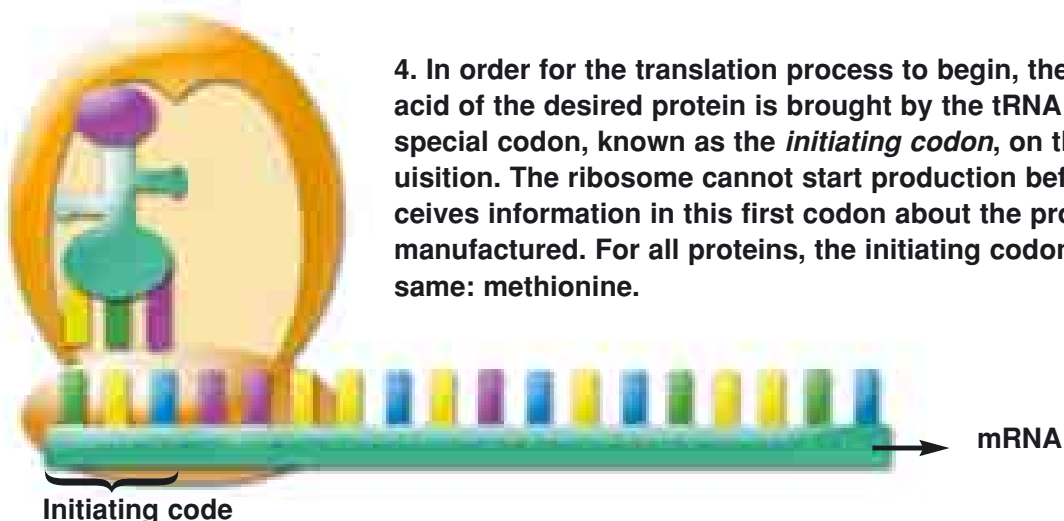 4. In order for the translation process to begin, the
acid of the desired protein is brought by the tRNA
special codon, known as the initiating codon, on th
uisition. The ribosome cannot start production bef
ceives information in this first codon about the pro
manufactured. For all proteins, the initiating codon
same: methionine.
mRNA
Initiating code